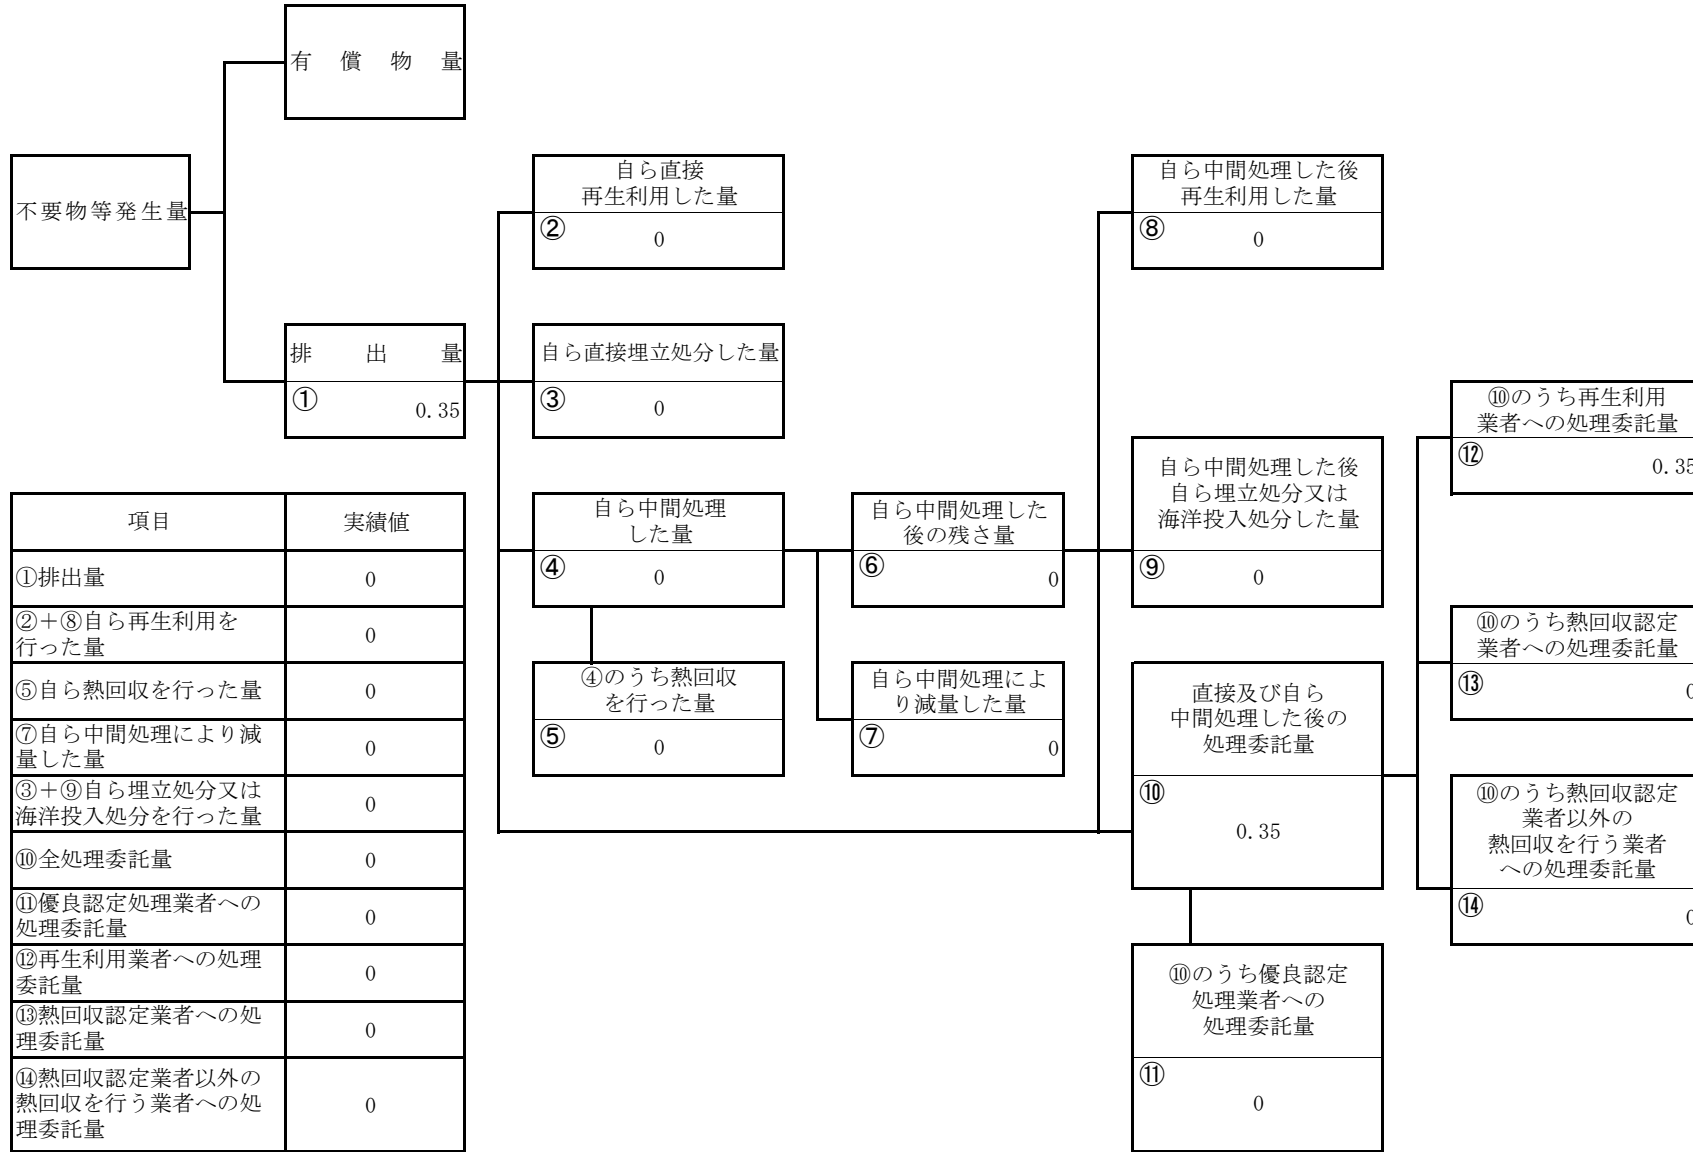 有償物量
不要物等発生量
自ら直接
再生利用した量
②
0
自ら中間処理した後
再生利用した量
⑧
0
排出量
①
0.35
自ら直接埋立処分した量
③
0
⑩のうち再生利用
業者への処理委託量
⑫
0.35
自ら中間処理した後
自ら埋立処分又は
海洋投入処分した量
⑨
0
自ら中間処理
した量
④
0
自ら中間処理した
後の残さ量
⑥
0
④のうち熱回収
を行った量
⑤
0
自ら中間処理によ
り減量した量
⑦
0
直接及び自ら
中間処理した後の
処理委託量
⑩
0.35
⑩のうち熱回収認定
業者への処理委託量
⑬
0
⑩のうち熱回収認定
業者以外の
熱回収を行う業者
への処理委託量
⑭
0
⑩のうち優良認定
処理業者への
処理委託量
⑪
0
項目 実績値
①排出量 0
②＋⑧自ら再生利用を
行った量 0
⑤自ら熱回収を行った量 0
⑦自ら中間処理により減
量した量 0
③＋⑨自ら埋立処分又は
海洋投入処分を行った量 0
⑩全処理委託量 0
⑪優良認定処理業者への
処理委託量 0
⑫再生利用業者への処理
委託量 0
⑬熱回収認定業者への処
理委託量 0
⑭熱回収認定業者以外の
熱回収を行う業者への処
理委託量 0